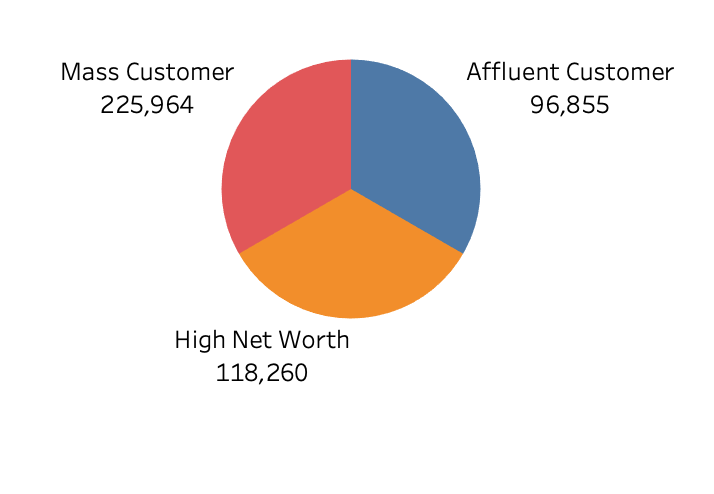 Mass Customer
225,964
Affluent Customer
96,855
High Net Worth
118,260